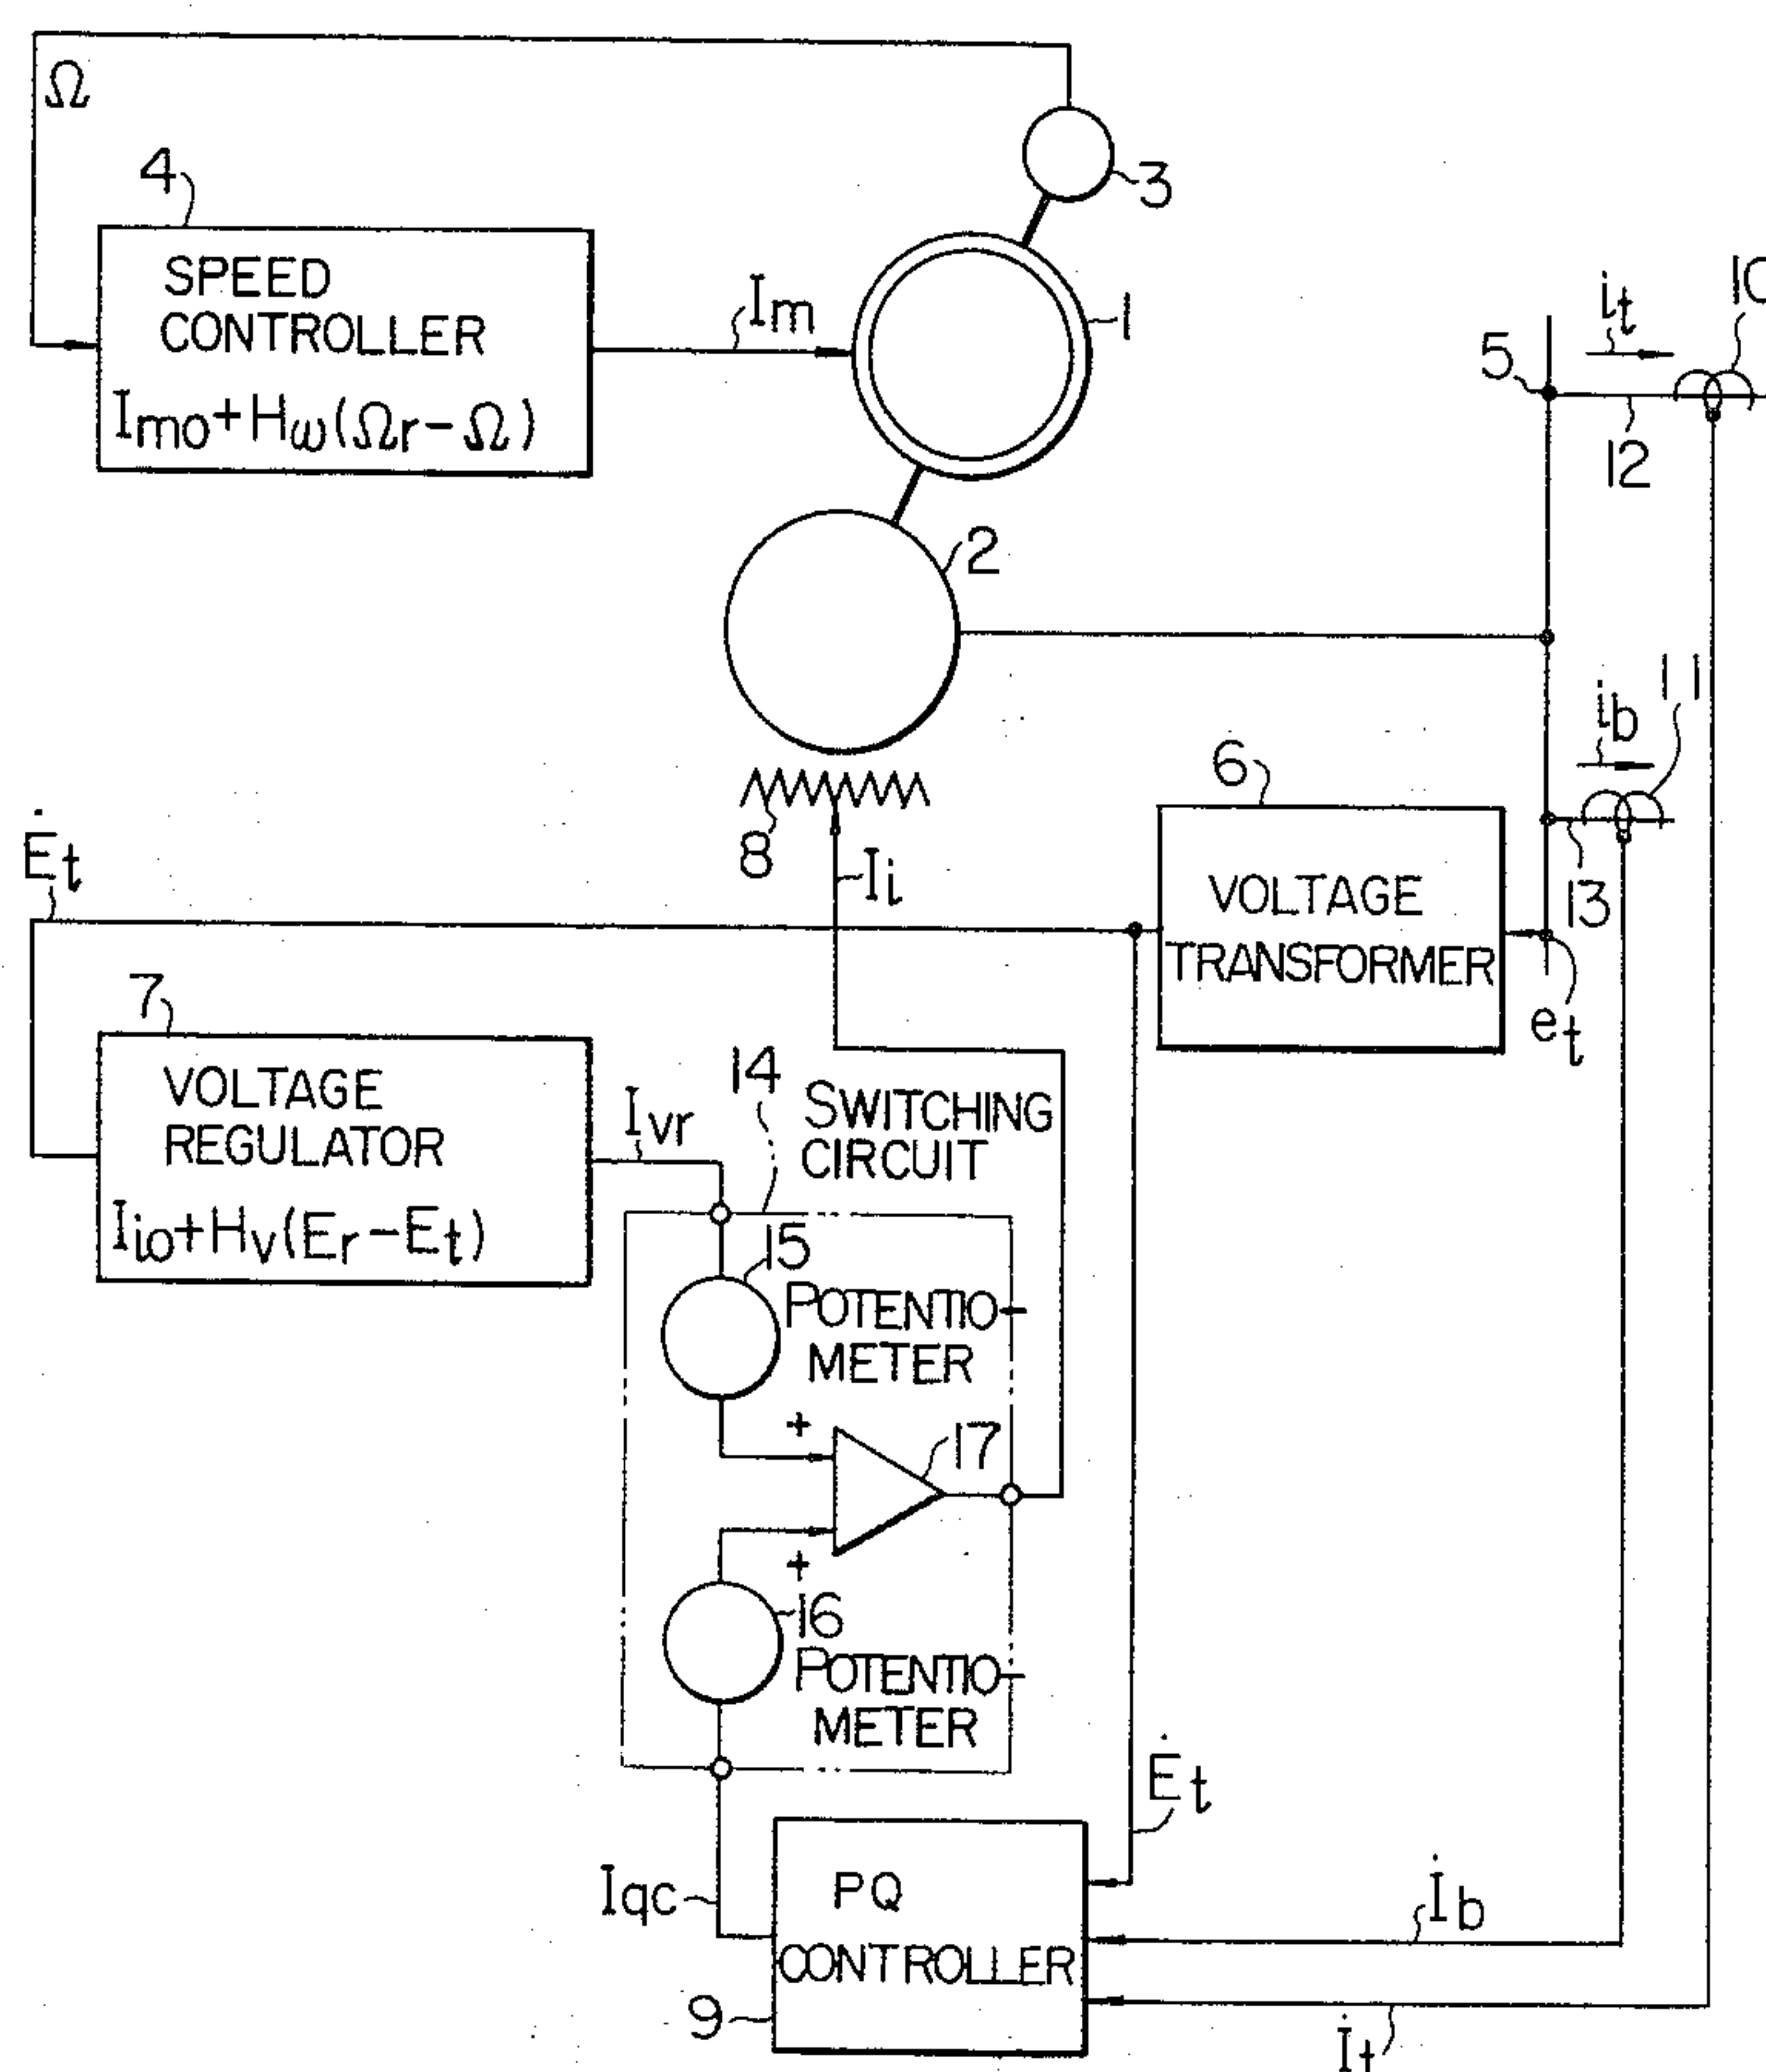 Ω
3
4
SPEED
CONTROLLER
Imo+Hω(Ωr-Ω)
Im
1
it
10
5
12
2
ib
11
6
8
Ii
VOLTAGE
TRANSFORMER
13
et
Ėt
7
VOLTAGE
REGULATOR
Iio+Hv(Er-Et)
Ivr
14
SWITCHING
CIRCUIT
15
POTENTIO-
METER
+
17
+
16
POTENTIO-
METER
Ėt
Iqc
PQ
CONTROLLER
9
İb
İt